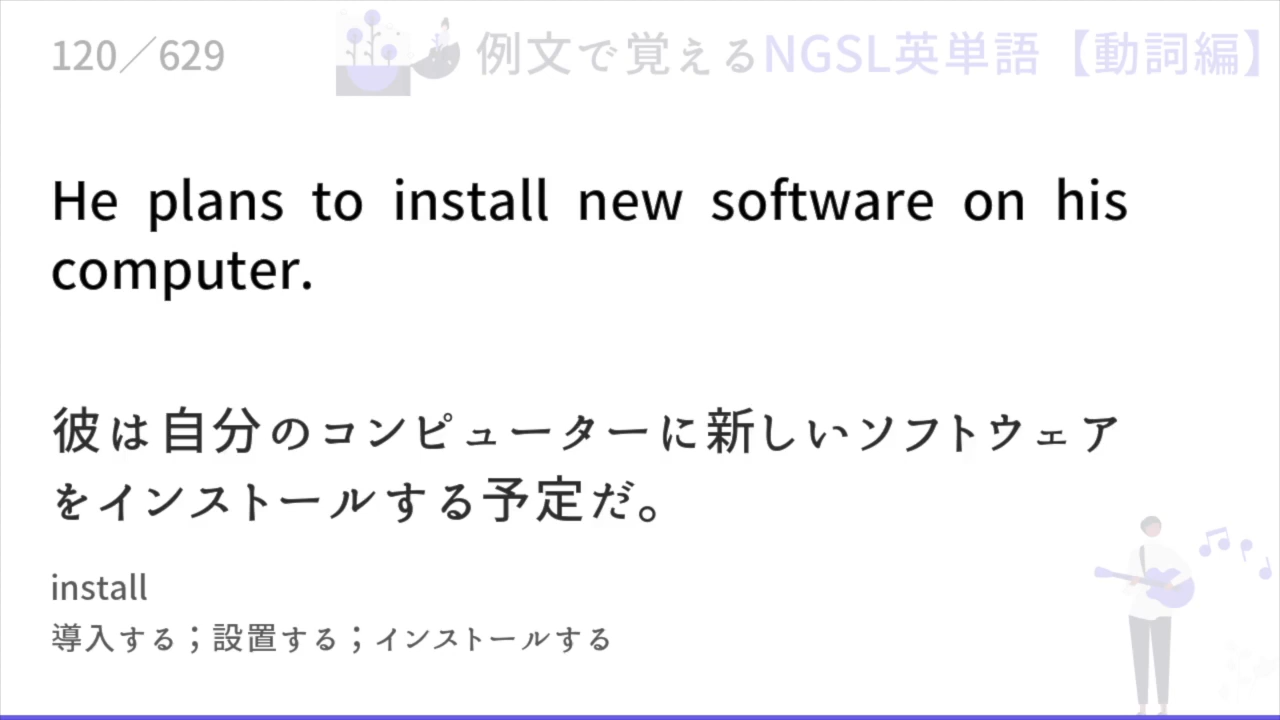 120／629
例文で覚えるNGSL英単語【動詞編】
He plans to install new software on his
computer.
彼は自分のコンピューターに新しいソフトウェア
をインストールする予定だ。
install
導入する；設置する；インストールする